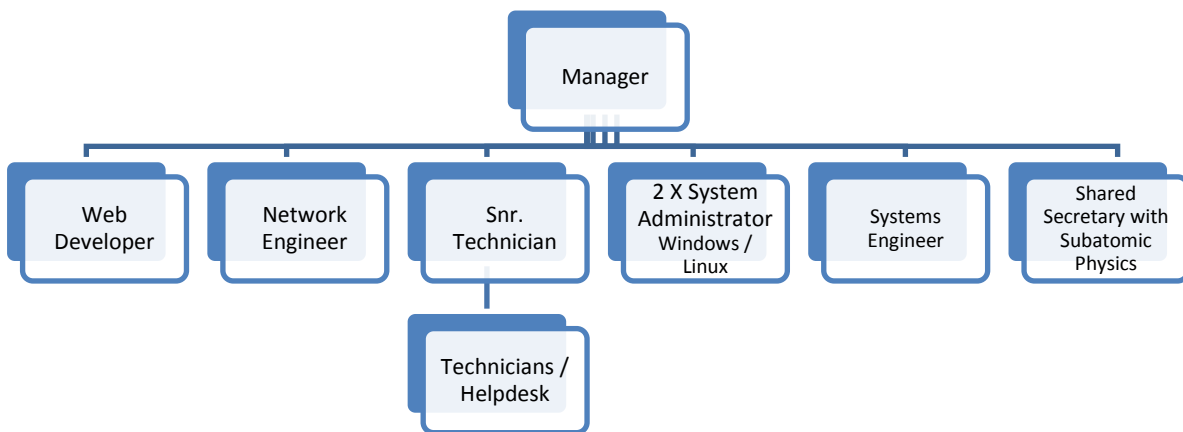 Manager
Web
Developer
Network
Engineer
Snr.
Technician
2 X System
Administrator
Windows /
Linux
Systems
Engineer
Shared
Secretary with
Subatomic
Physics
Technicians /
Helpdesk